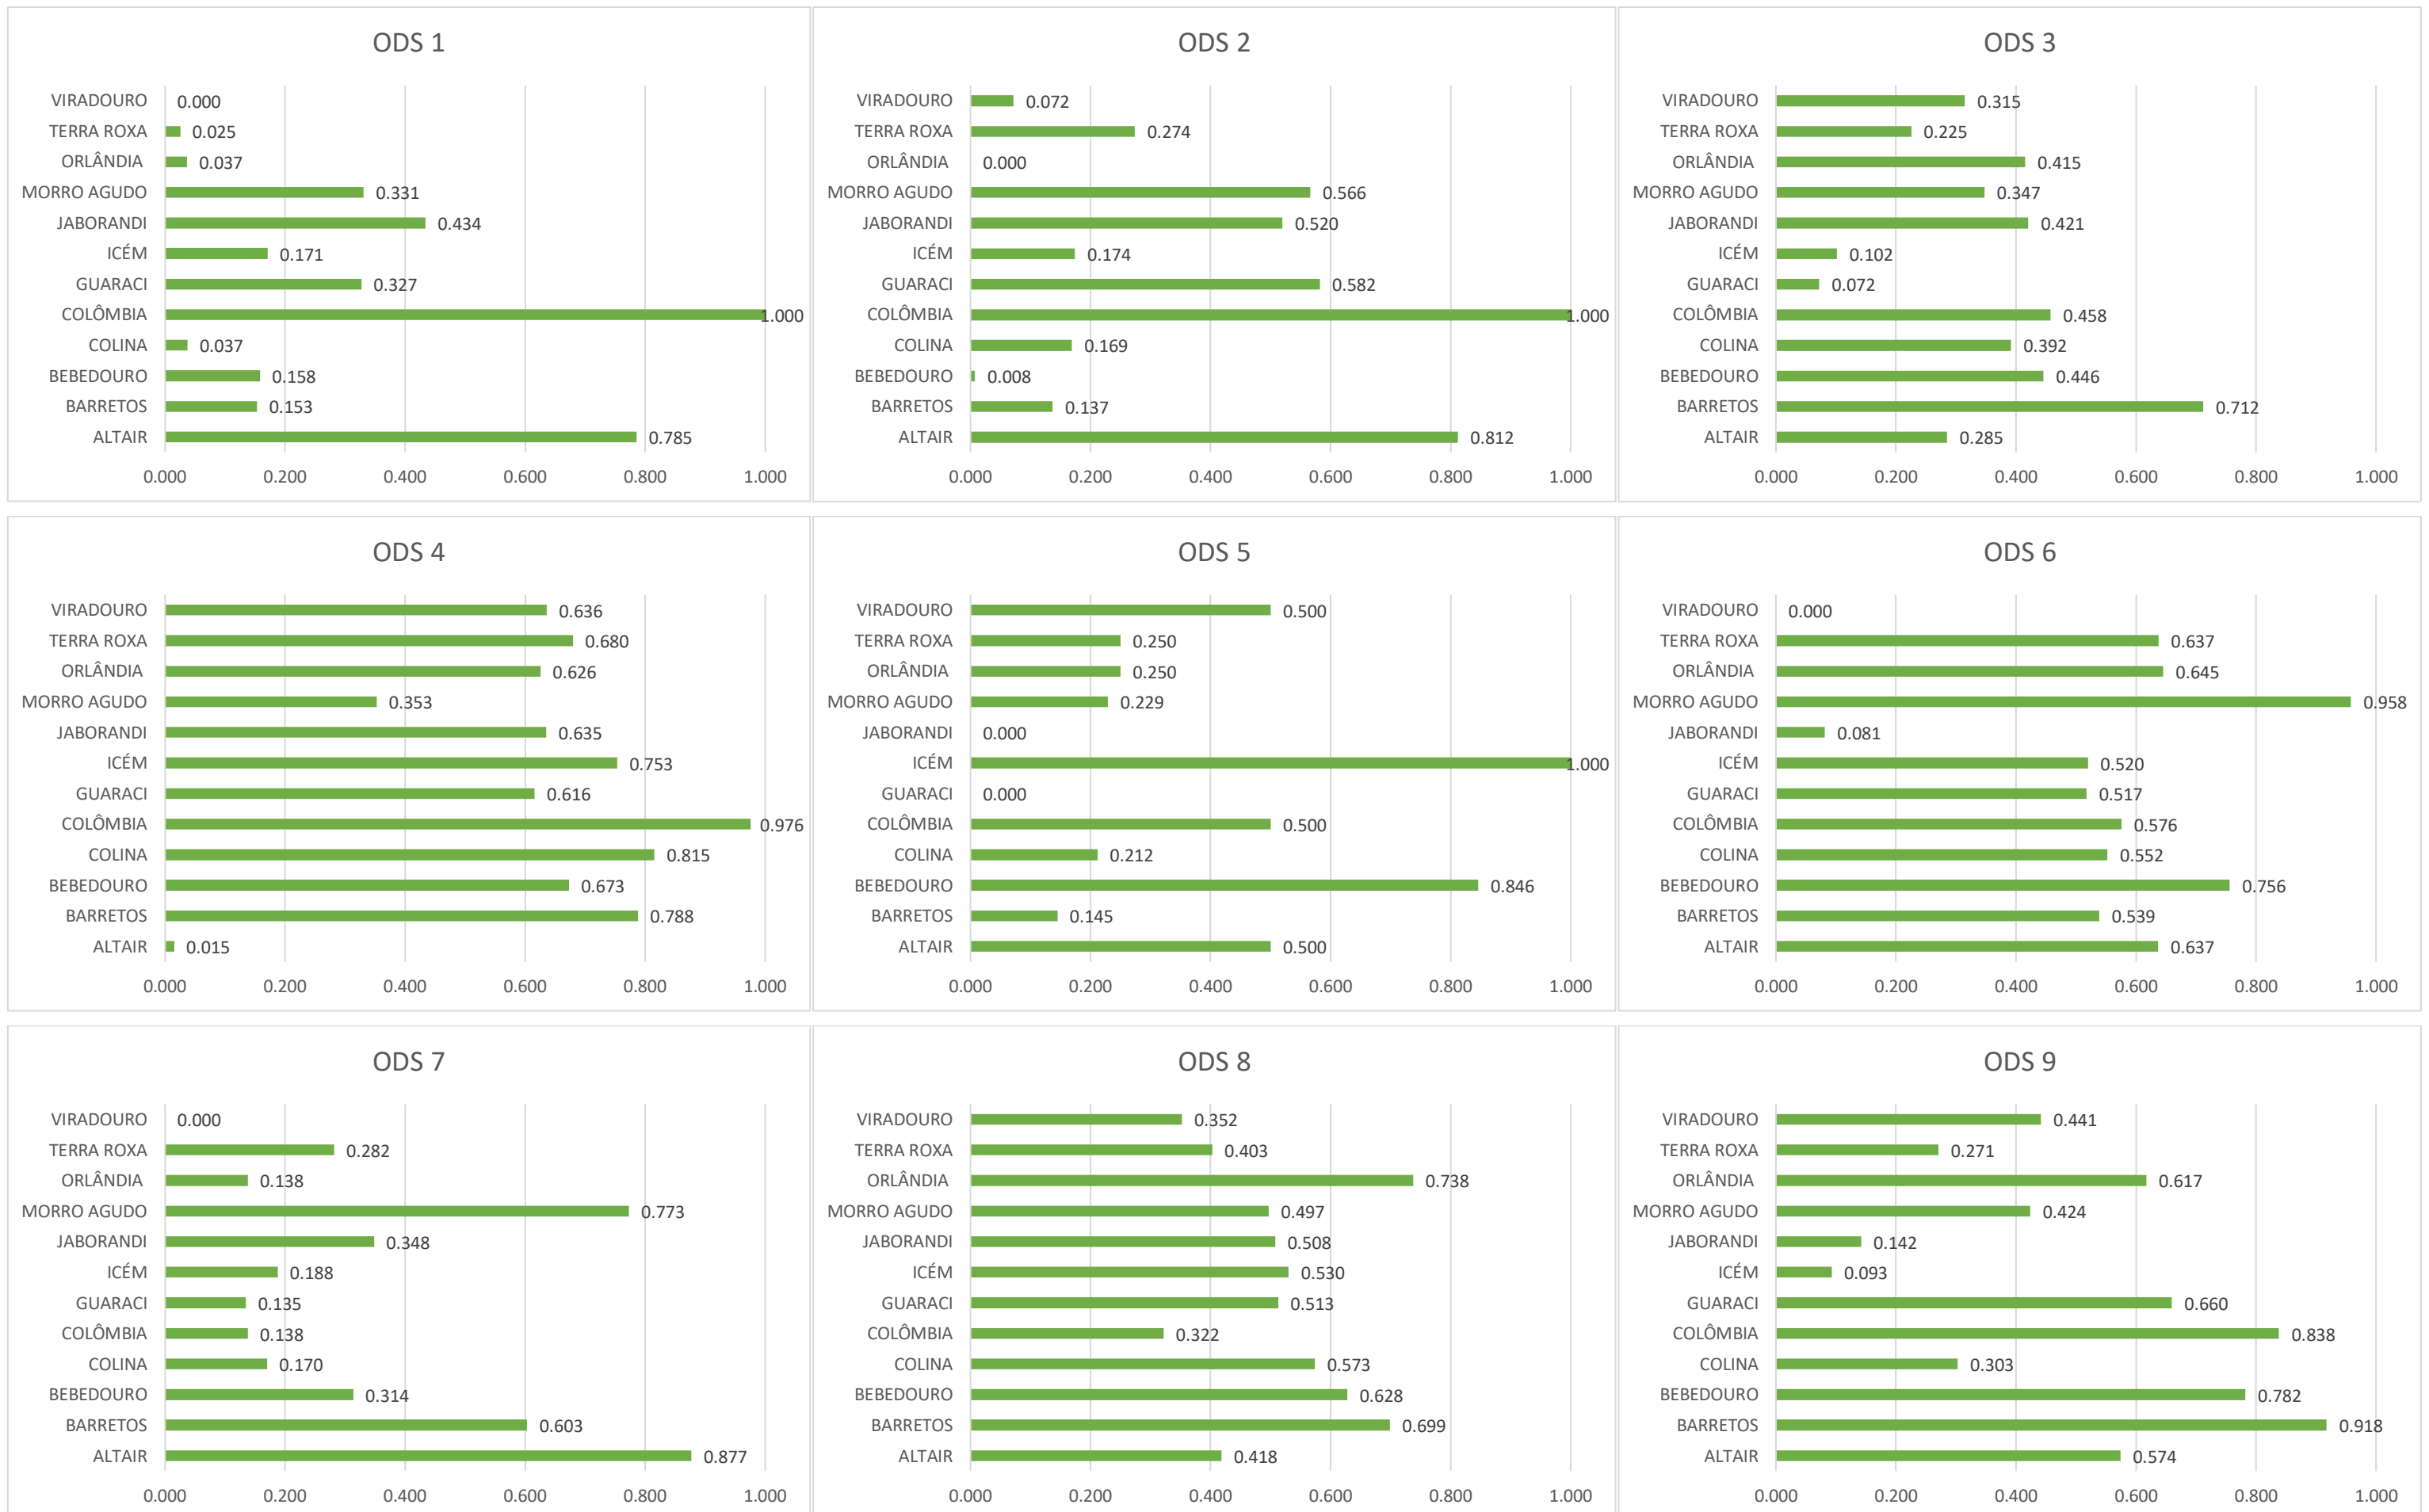 ODS 1
VIRADOURO 0.000
TERRA ROXA 0.025
ORLÂNDIA 0.037
MORRO AGUDO 0.331
JABORANDI 0.434
ICÉM 0.171
GUARACI 0.327
COLÔMBIA 1.000
COLINA 0.037
BEBEDOURO 0.158
BARRETOS 0.153
ALTAIR 0.785
0.000 0.200 0.400 0.600 0.800 1.000
ODS 2
VIRADOURO 0.072
TERRA ROXA 0.274
ORLÂNDIA 0.000
MORRO AGUDO 0.566
JABORANDI 0.520
ICÉM 0.174
GUARACI 0.582
COLÔMBIA 1.000
COLINA 0.169
BEBEDOURO 0.008
BARRETOS 0.137
ALTAIR 0.812
0.000 0.200 0.400 0.600 0.800 1.000
ODS 3
VIRADOURO 0.315
TERRA ROXA 0.225
ORLÂNDIA 0.415
MORRO AGUDO 0.347
JABORANDI 0.421
ICÉM 0.102
GUARACI 0.072
COLÔMBIA 0.458
COLINA 0.392
BEBEDOURO 0.446
BARRETOS 0.712
ALTAIR 0.285
0.000 0.200 0.400 0.600 0.800 1.000
ODS 4
VIRADOURO 0.636
TERRA ROXA 0.680
ORLÂNDIA 0.626
MORRO AGUDO 0.353
JABORANDI 0.635
ICÉM 0.753
GUARACI 0.616
COLÔMBIA 0.976
COLINA 0.815
BEBEDOURO 0.673
BARRETOS 0.788
ALTAIR 0.015
0.000 0.200 0.400 0.600 0.800 1.000
ODS 5
VIRADOURO 0.500
TERRA ROXA 0.250
ORLÂNDIA 0.250
MORRO AGUDO 0.229
JABORANDI 0.000
ICÉM 1.000
GUARACI 0.000
COLÔMBIA 0.500
COLINA 0.212
BEBEDOURO 0.846
BARRETOS 0.145
ALTAIR 0.500
0.000 0.200 0.400 0.600 0.800 1.000
ODS 6
VIRADOURO 0.000
TERRA ROXA 0.637
ORLÂNDIA 0.645
MORRO AGUDO 0.958
JABORANDI 0.081
ICÉM 0.520
GUARACI 0.517
COLÔMBIA 0.576
COLINA 0.552
BEBEDOURO 0.756
BARRETOS 0.539
ALTAIR 0.637
0.000 0.200 0.400 0.600 0.800 1.000
ODS 7
VIRADOURO 0.000
TERRA ROXA 0.282
ORLÂNDIA 0.138
MORRO AGUDO 0.773
JABORANDI 0.348
ICÉM 0.188
GUARACI 0.135
COLÔMBIA 0.138
COLINA 0.170
BEBEDOURO 0.314
BARRETOS 0.603
ALTAIR 0.877
0.000 0.200 0.400 0.600 0.800 1.000
ODS 8
VIRADOURO 0.352
TERRA ROXA 0.403
ORLÂNDIA 0.738
MORRO AGUDO 0.497
JABORANDI 0.508
ICÉM 0.530
GUARACI 0.513
COLÔMBIA 0.322
COLINA 0.573
BEBEDOURO 0.628
BARRETOS 0.699
ALTAIR 0.418
0.000 0.200 0.400 0.600 0.800 1.000
ODS 9
VIRADOURO 0.441
TERRA ROXA 0.271
ORLÂNDIA 0.617
MORRO AGUDO 0.424
JABORANDI 0.142
ICÉM 0.093
GUARACI 0.660
COLÔMBIA 0.838
COLINA 0.303
BEBEDOURO 0.782
BARRETOS 0.918
ALTAIR 0.574
0.000 0.200 0.400 0.600 0.800 1.000